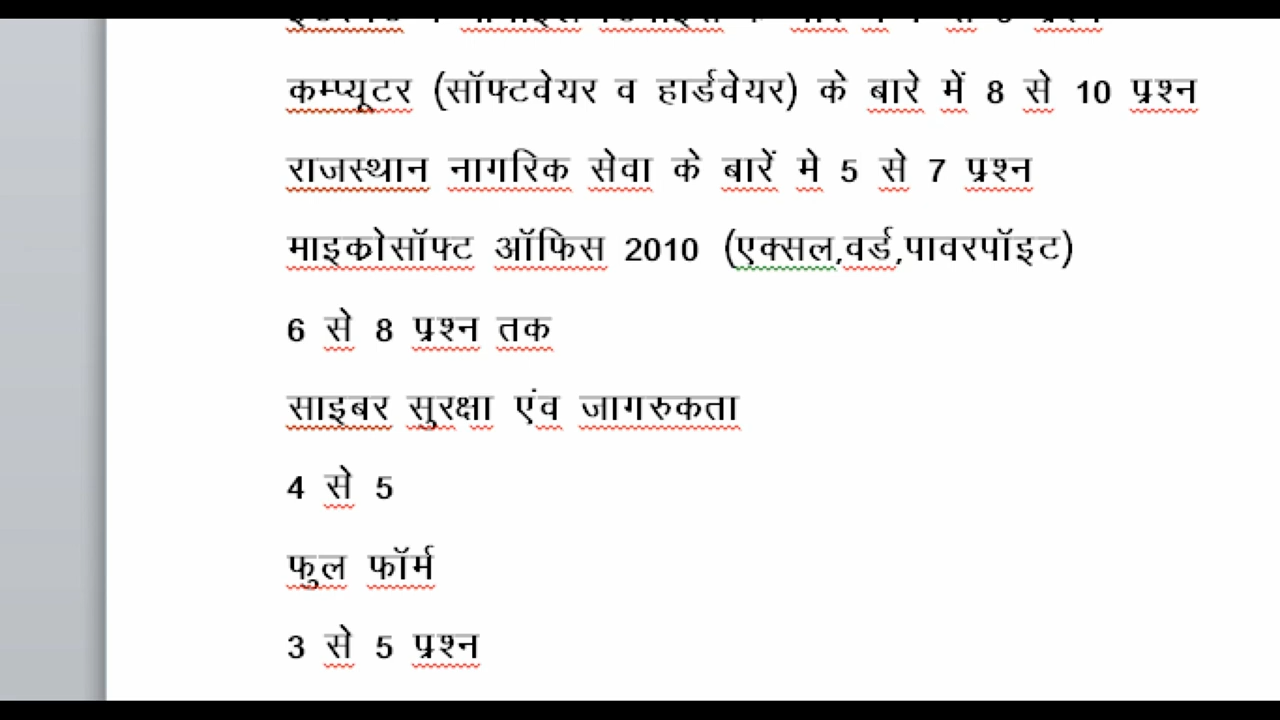 कम्प्यूटर (सॉफ्टवेयर व हार्डवेयर) के बारे में 8 से 10 प्रश्न
राजस्थान नागरिक सेवा के बारें मे 5 से 7 प्रश्न
माइक्रोसॉफ्ट ऑफिस 2010 (एक्सल,वर्ड,पावरपॉइट)
6 से 8 प्रश्न तक
साइबर सुरक्षा एंव जागरुकता
4 से 5
फुल फॉर्म
3 से 5 प्रश्न